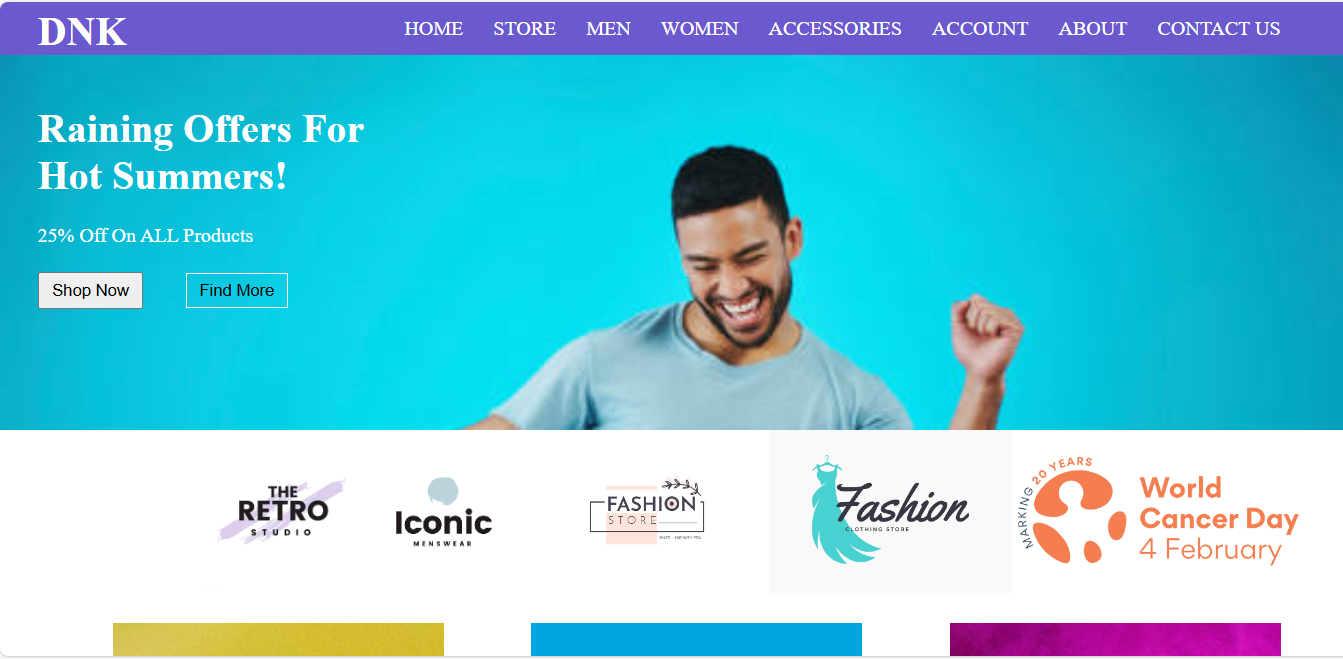 DNK
HOME STORE MEN WOMEN ACCESSORIES ACCOUNT ABOUT CONTACT US
Raining Offers For
Hot Summers!
25% Off On ALL Products
Shop Now Find More
THE
RETRO
STUDIO
Iconic
MENSWEAR
FASHION
STORE
Fashion
CLOTHING STORE
MARKING 20 YEARS
World
Cancer Day
4 February